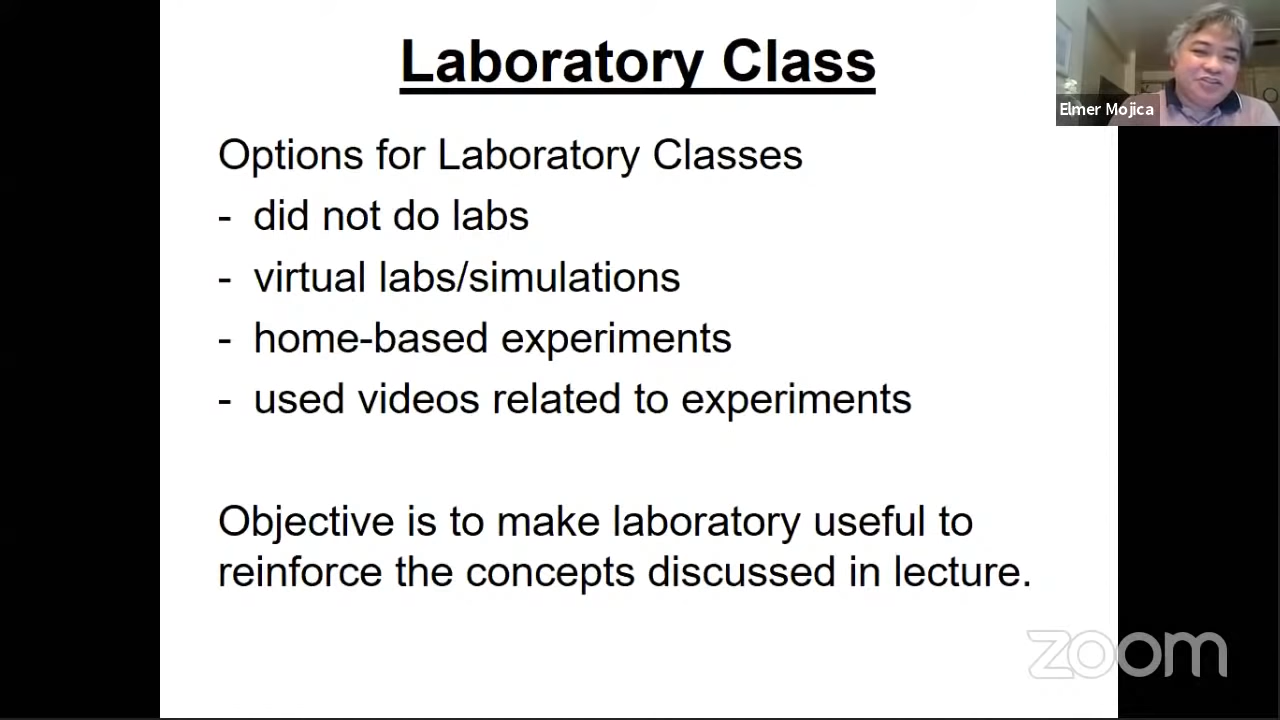 Laboratory Class
Elmer Mojica
Options for Laboratory Classes
- did not do labs
- virtual labs/simulations
- home-based experiments
- used videos related to experiments
Objective is to make laboratory useful to
reinforce the concepts discussed in lecture.
zoom